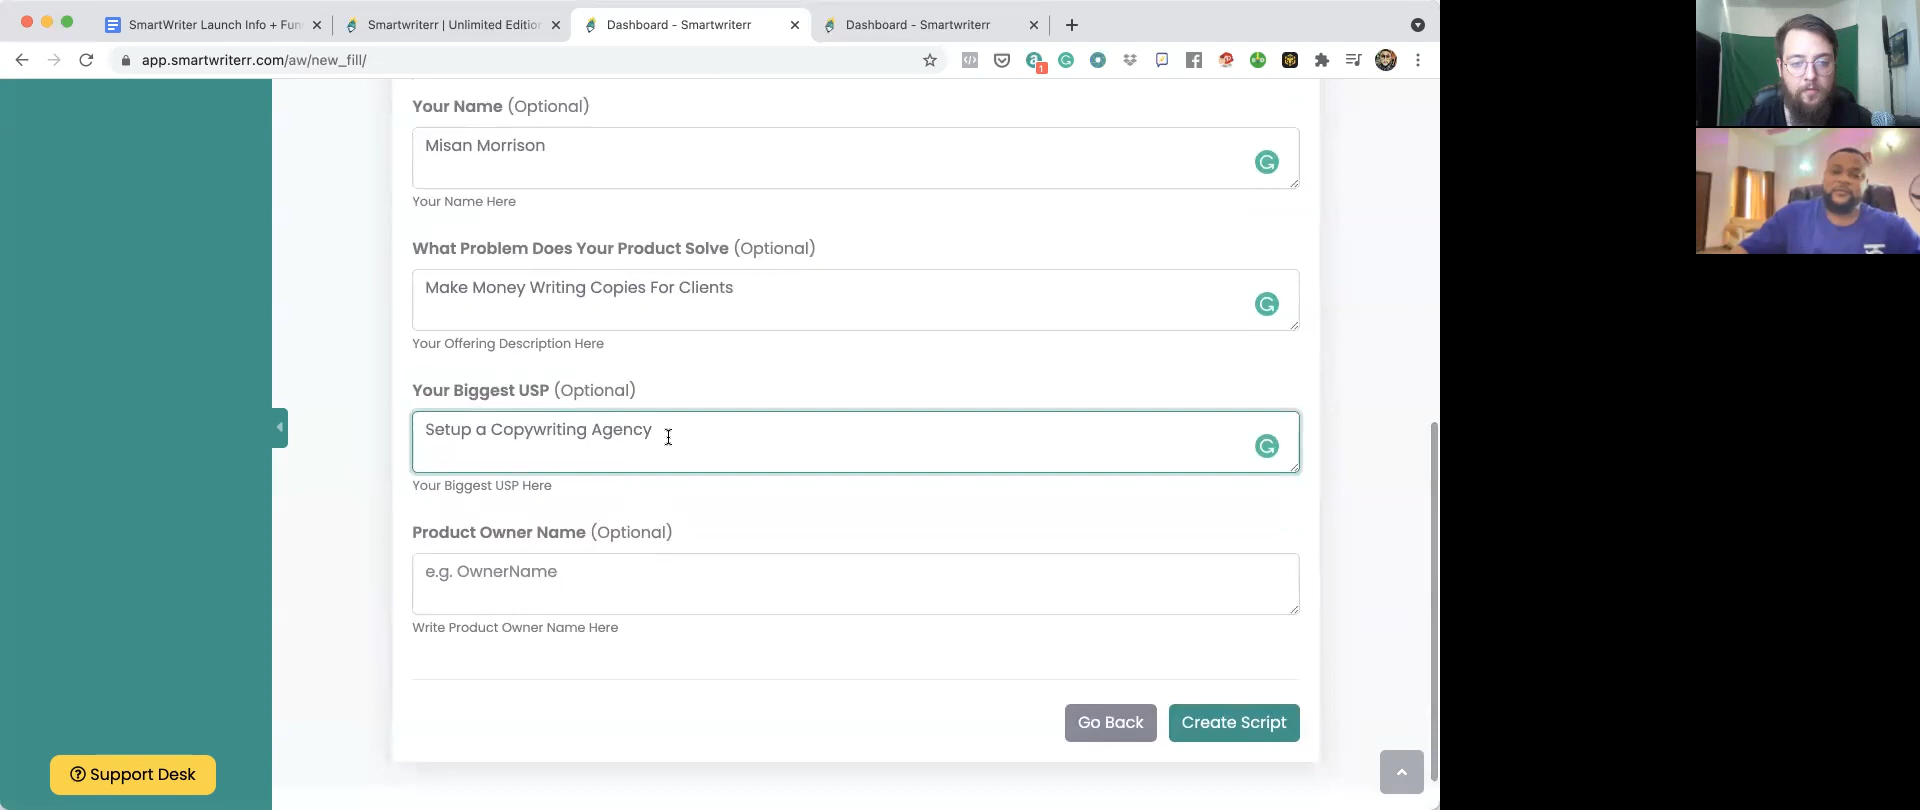 SmartWriter Launch Info + Fun
Smartwriterr | Unlimited Edition
Dashboard - Smartwriterr
Dashboard - Smartwriterr
app.smartwriterr.com/aw/new_fill/
1
Your Name (Optional)
Misan Morrison
Your Name Here
What Problem Does Your Product Solve (Optional)
Make Money Writing Copies For Clients
Your Offering Description Here
Your Biggest USP (Optional)
Setup a Copywriting Agency
Your Biggest USP Here
Product Owner Name (Optional)
e.g. OwnerName
Write Product Owner Name Here
Go Back
Create Script
Support Desk